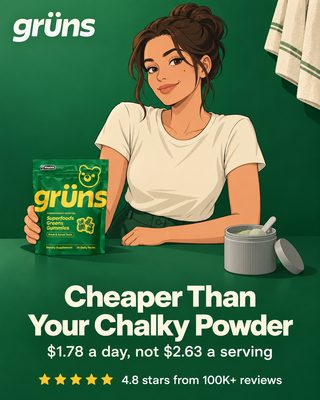 grüns
grüns
Superfoods
Greens
Gummies
Cheaper Than
Your Chalky Powder
$1.78 a day, not $2.63 a serving
4.8 stars from 100K+ reviews